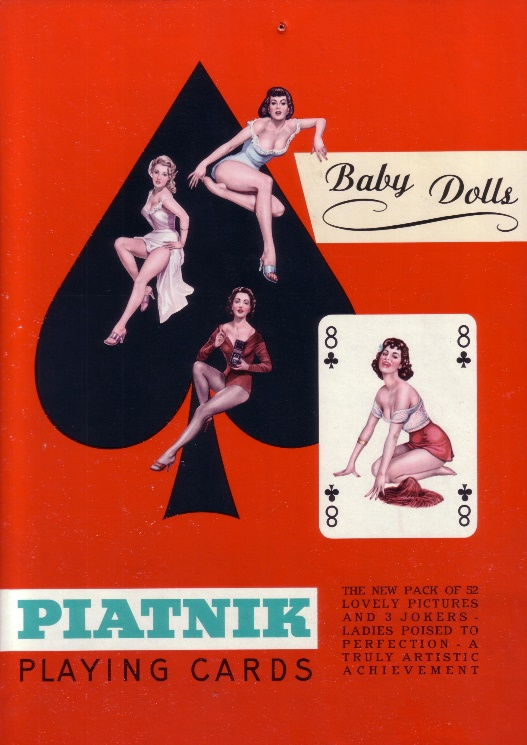 Baby Dolls
8 8
8 8
PIATNIK
PLAYING CARDS
THE NEW PACK OF 52
LOVELY PICTURES
AND 3 JOKERS -
LADIES POISED TO
PERFECTION - A
TRULY ARTISTIC
ACHIEVEMENT